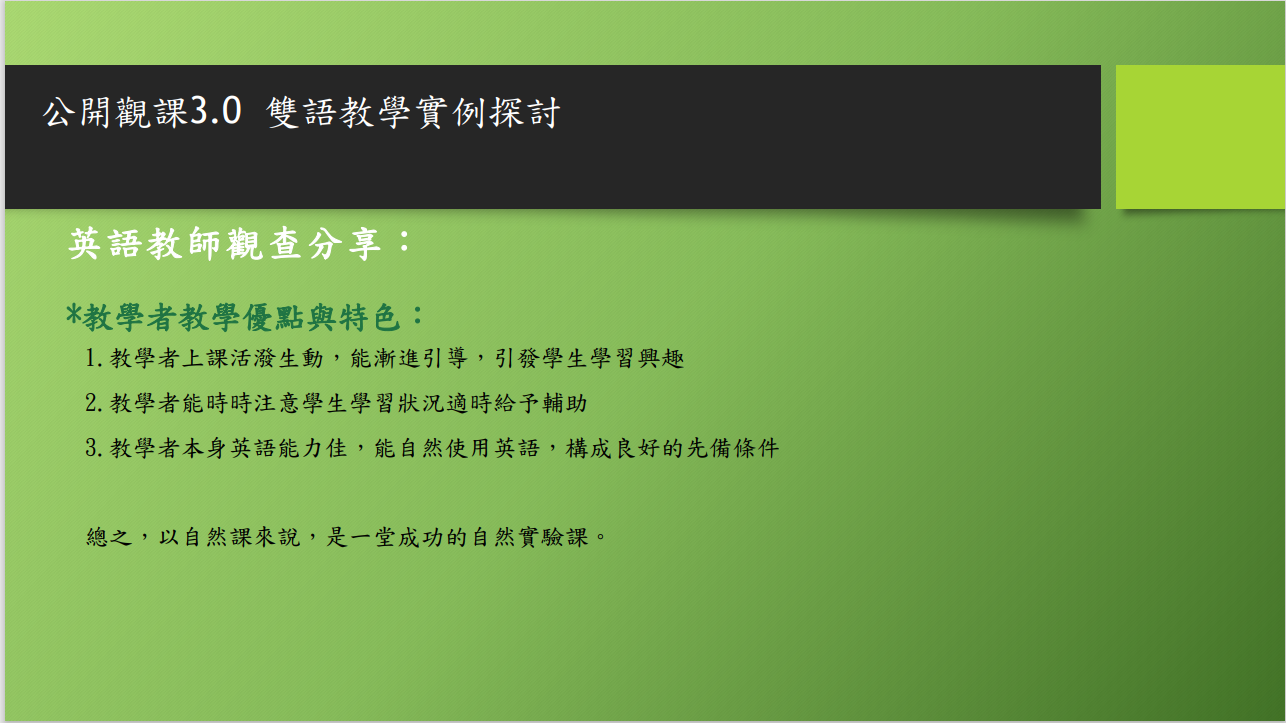 公開觀課3.0 雙語教學實例探討
英語教師觀查分享：
*教學者教學優點與特色：
1.教學者上課活潑生動，能漸進引導，引發學生學習興趣
2.教學者能時時注意學生學習狀況適時給予輔助
3.教學者本身英語能力佳，能自然使用英語，構成良好的先備條件
總之，以自然課來說，是一堂成功的自然實驗課。